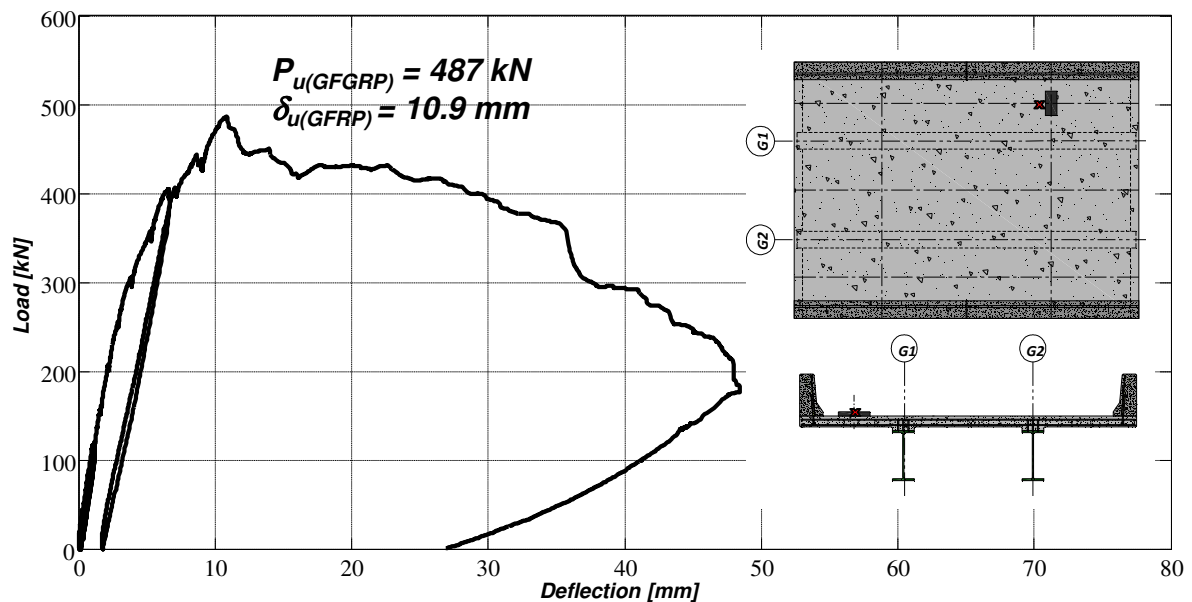 P_u(GFGRP) = 487 kN
δ_u(GFRP) = 10.9 mm
600
500
400
300
200
100
0
Load [kN]
0 10 20 30 40 50 60 70 80
Deflection [mm]
G1
G2
G1 G2